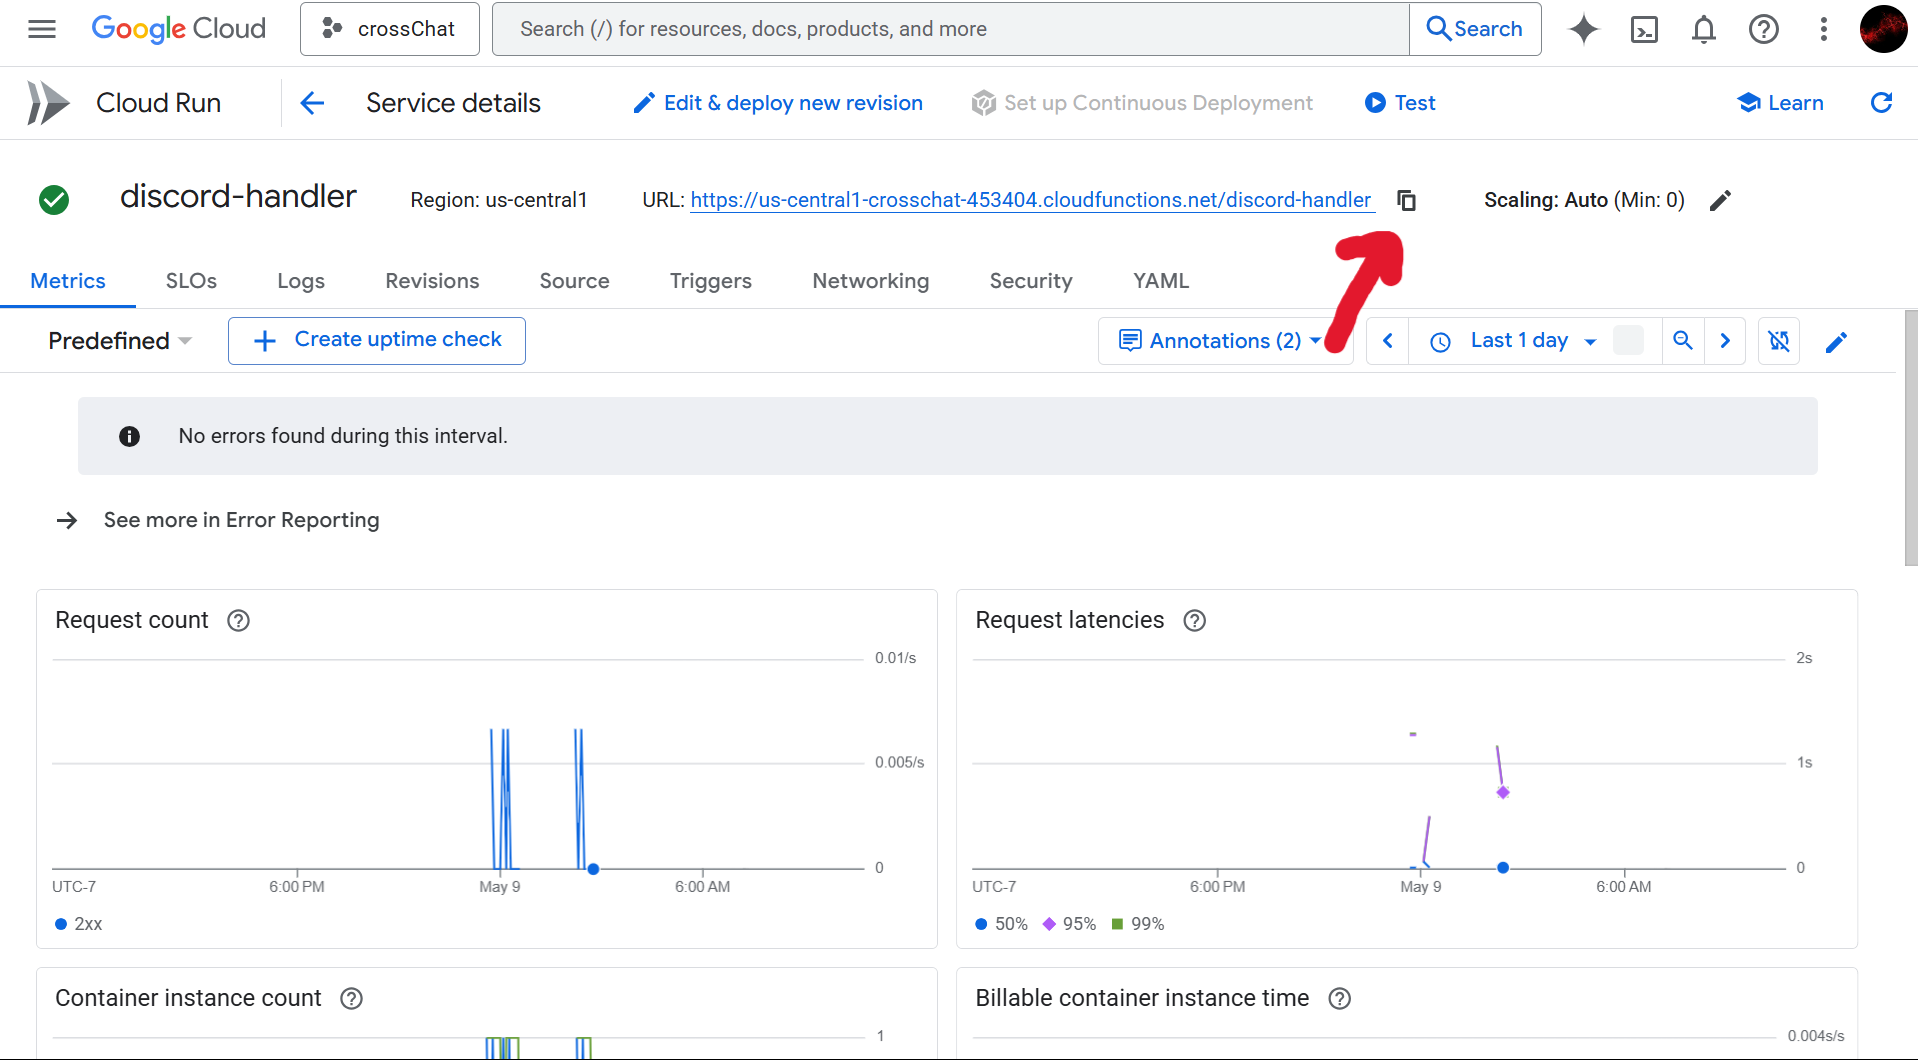 Google Cloud
crossChat
Search (/) for resources, docs, products, and more
Search
Cloud Run
Service details
Edit & deploy new revision
Set up Continuous Deployment
Test
Learn
discord-handler
Region: us-central1
URL: https://us-central1-crosschat-453404.cloudfunctions.net/discord-handler
Scaling: Auto (Min: 0)
Metrics
SLOs
Logs
Revisions
Source
Triggers
Networking
Security
YAML
Predefined
Create uptime check
Annotations (2)
Last 1 day
No errors found during this interval.
See more in Error Reporting
Request count
0.01/s
0.005/s
0
UTC-7
6:00 PM
May 9
6:00 AM
2xx
Request latencies
2s
1s
0
UTC-7
6:00 PM
May 9
6:00 AM
50%
95%
99%
Container instance count
1
Billable container instance time
0.004s/s